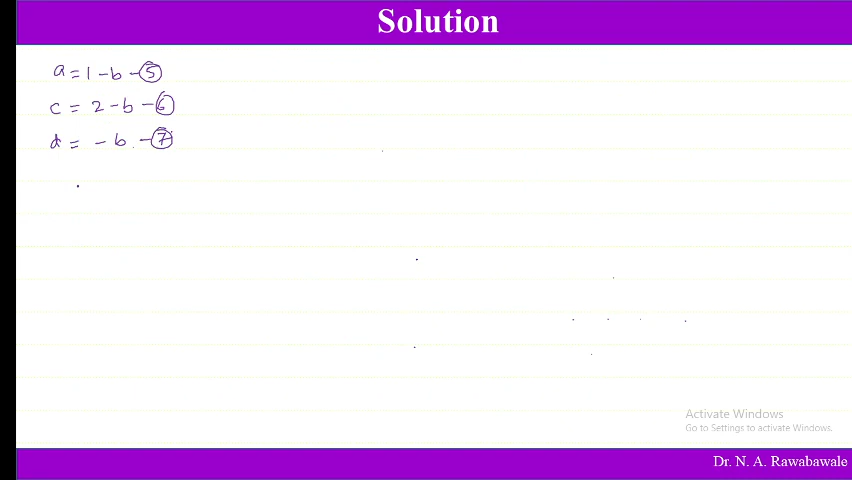 Solution
a = 1 - b - ⑤
c = 2 - b - ⑥
d = - b . - ⑦
Activate Windows
Go to Settings to activate Windows.
Dr. N. A. Rawabawale